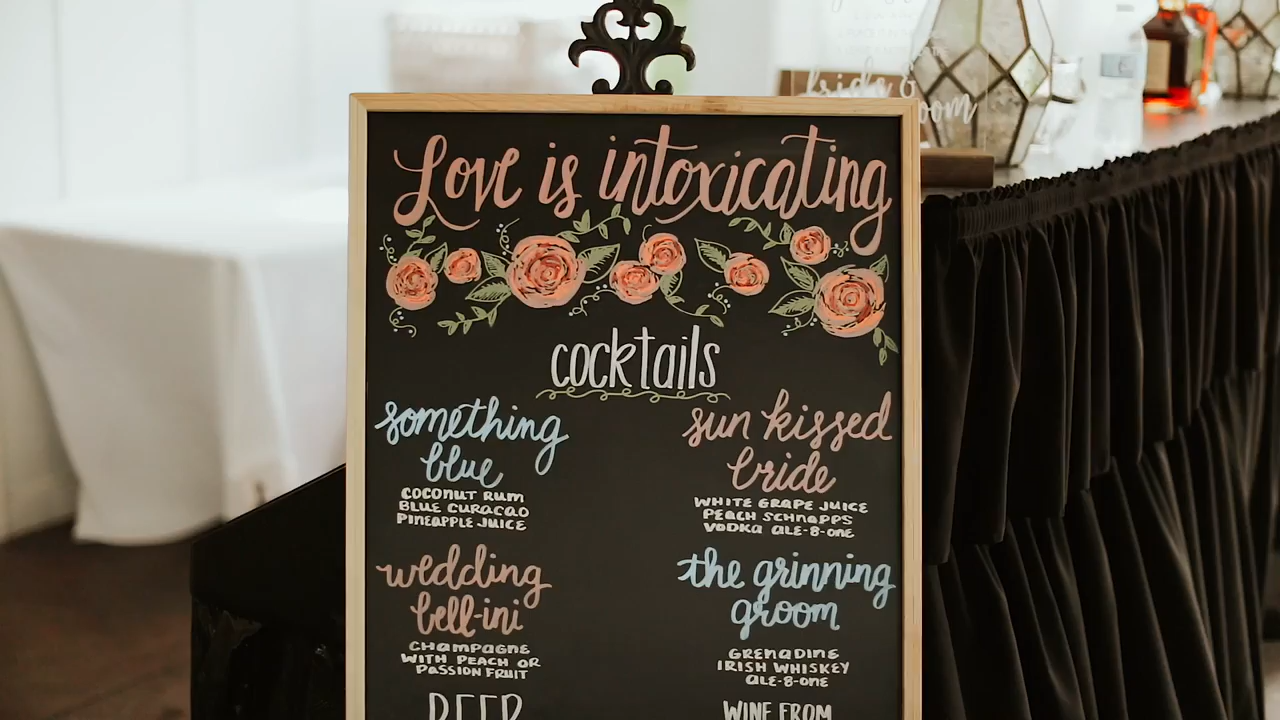 Love is intoxicating
cocktails
something
blue
COCONUT RUM
BLUE CURACAO
PINEAPPLE JUICE
sun kissed
bride
WHITE GRAPE JUICE
PEACH SCHNAPPS
VODKA ALE-8-ONE
wedding
bell-ini
CHAMPAGNE
WITH PEACH OR
PASSION FRUIT
the grinning
groom
GRENADINE
IRISH WHISKEY
ALE-8-ONE
BEER
WINE FROM
bride &